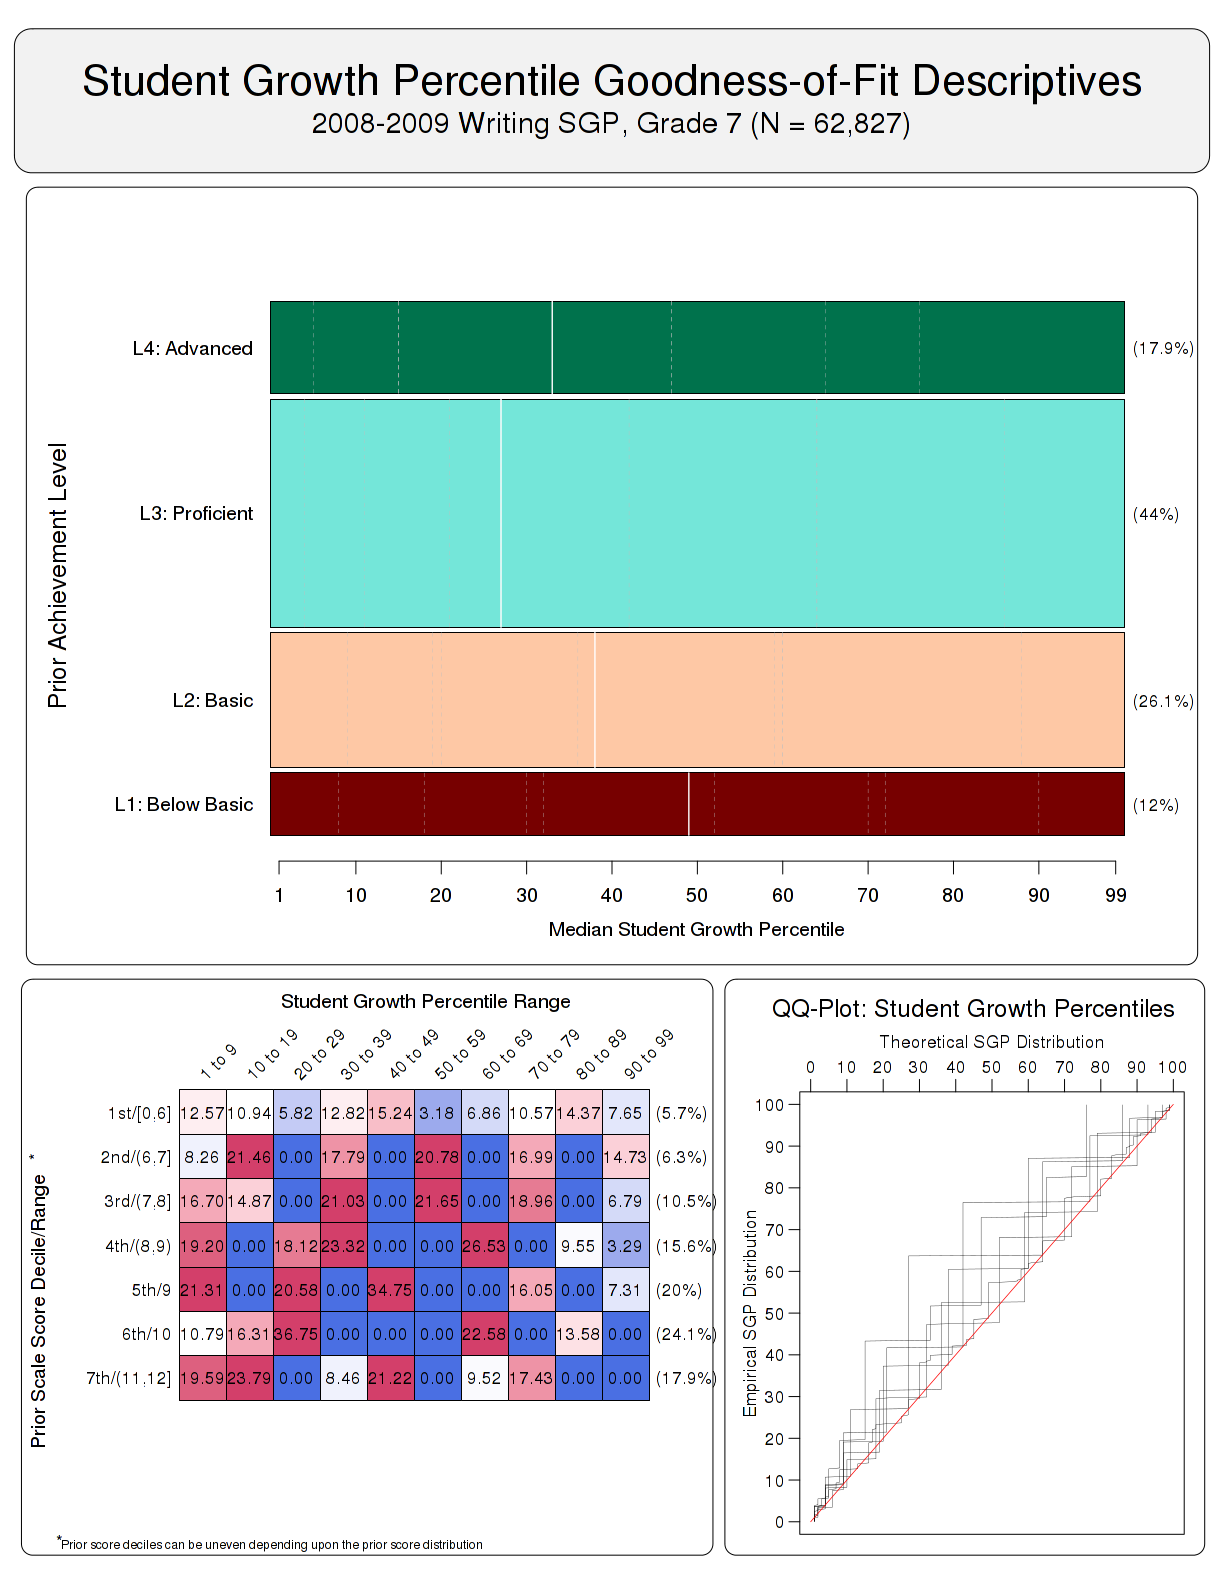 Student Growth Percentile Goodness-of-Fit Descriptives
2008-2009 Writing SGP, Grade 7 (N = 62,827)
Prior Achievement Level
L4: Advanced (17.9%)
L3: Proficient (44%)
L2: Basic (26.1%)
L1: Below Basic (12%)
1 10 20 30 40 50 60 70 80 90 99
Median Student Growth Percentile
Student Growth Percentile Range
1 to 9 10 to 19 20 to 29 30 to 39 40 to 49 50 to 59 60 to 69 70 to 79 80 to 89 90 to 99
Prior Scale Score Decile/Range *
1st/[0,6] 12.57 10.94 5.82 12.82 15.24 3.18 6.86 10.57 14.37 7.65 (5.7%)
2nd/(6,7] 8.26 21.46 0.00 17.79 0.00 20.78 0.00 16.99 0.00 14.73 (6.3%)
3rd/(7,8] 16.70 14.87 0.00 21.03 0.00 21.65 0.00 18.96 0.00 6.79 (10.5%)
4th/(8,9) 19.20 0.00 18.12 23.32 0.00 0.00 26.53 0.00 9.55 3.29 (15.6%)
5th/9 21.31 0.00 20.58 0.00 34.75 0.00 0.00 16.05 0.00 7.31 (20%)
6th/10 10.79 16.31 36.75 0.00 0.00 0.00 22.58 0.00 13.58 0.00 (24.1%)
7th/(11,12] 19.59 23.79 0.00 8.46 21.22 0.00 9.52 17.43 0.00 0.00 (17.9%)
*Prior score deciles can be uneven depending upon the prior score distribution
QQ-Plot: Student Growth Percentiles
Theoretical SGP Distribution
0 10 20 30 40 50 60 70 80 90 100
Empirical SGP Distribution
100
90
80
70
60
50
40
30
20
10
0